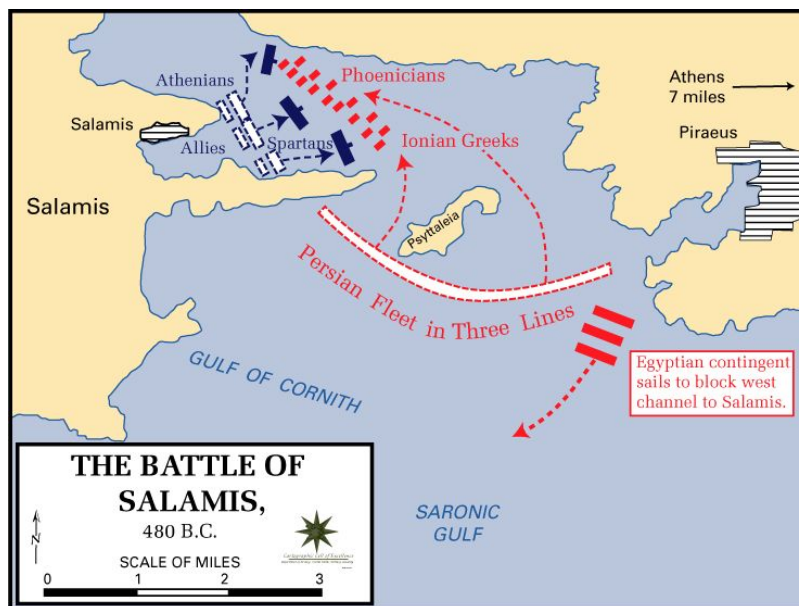 Athenians
Phoenicians
Athens
7 miles
Piraeus
Salamis
Allies
Spartans
Ionian Greeks
Salamis
Psyttaleia
Persian Fleet in Three Lines
Egyptian contingent
sails to block west
channel to Salamis.
GULF OF CORNITH
SARONIC
GULF
THE BATTLE OF
SALAMIS,
480 B.C.
N
SCALE OF MILES
0 1 2 3